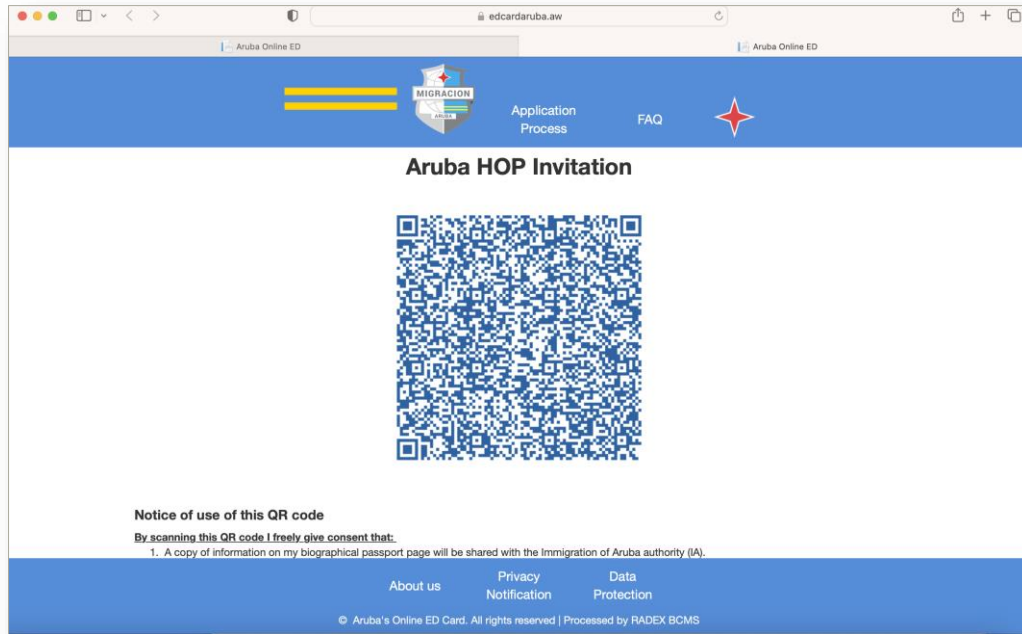 edcardaruba.aw
Aruba Online ED
Aruba Online ED
MIGRACION
ARUBA
Application
Process
FAQ
Aruba HOP Invitation
Notice of use of this QR code
By scanning this QR code I freely give consent that:
1. A copy of information on my biographical passport page will be shared with the Immigration of Aruba authority (IA).
About us
Privacy
Notification
Data
Protection
© Aruba's Online ED Card. All rights reserved | Processed by RADEX BCMS